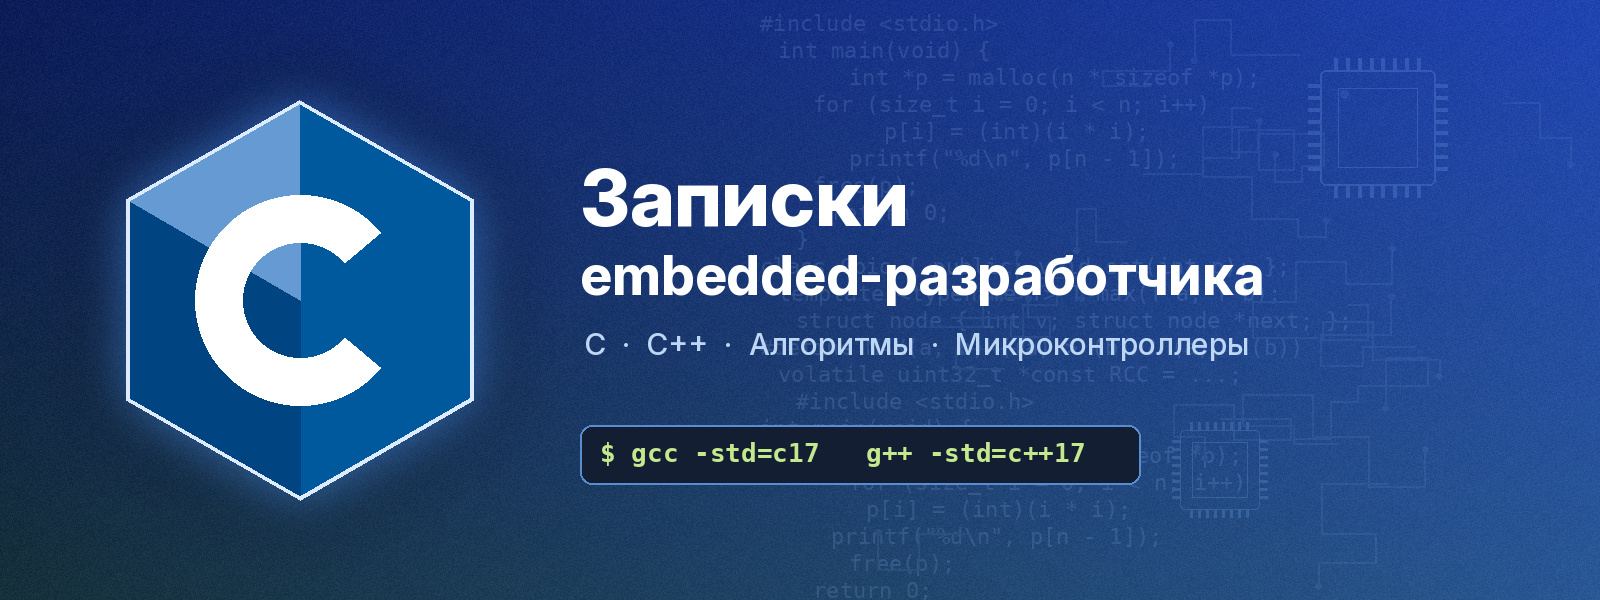 #include <stdio.h>
int main(void) {
int *p = malloc(n * sizeof *p);
for (size_t i = 0; i < n; i++)
p[i] = (int)(i * i);
printf("%d\n", p[n - 1]);
C
Записки
0;
}
embedded-разработчика
struct node { int v; struct node *next; };
C · C++ · Алгоритмы · Микроконтроллеры
volatile uint32_t *const RCC = ...;
#include <stdio.h>
$ gcc -std=c17 g++ -std=c++17
p[i] = (int)(i * i);
printf("%d\n", p[n - 1]);
free(p);
return 0;